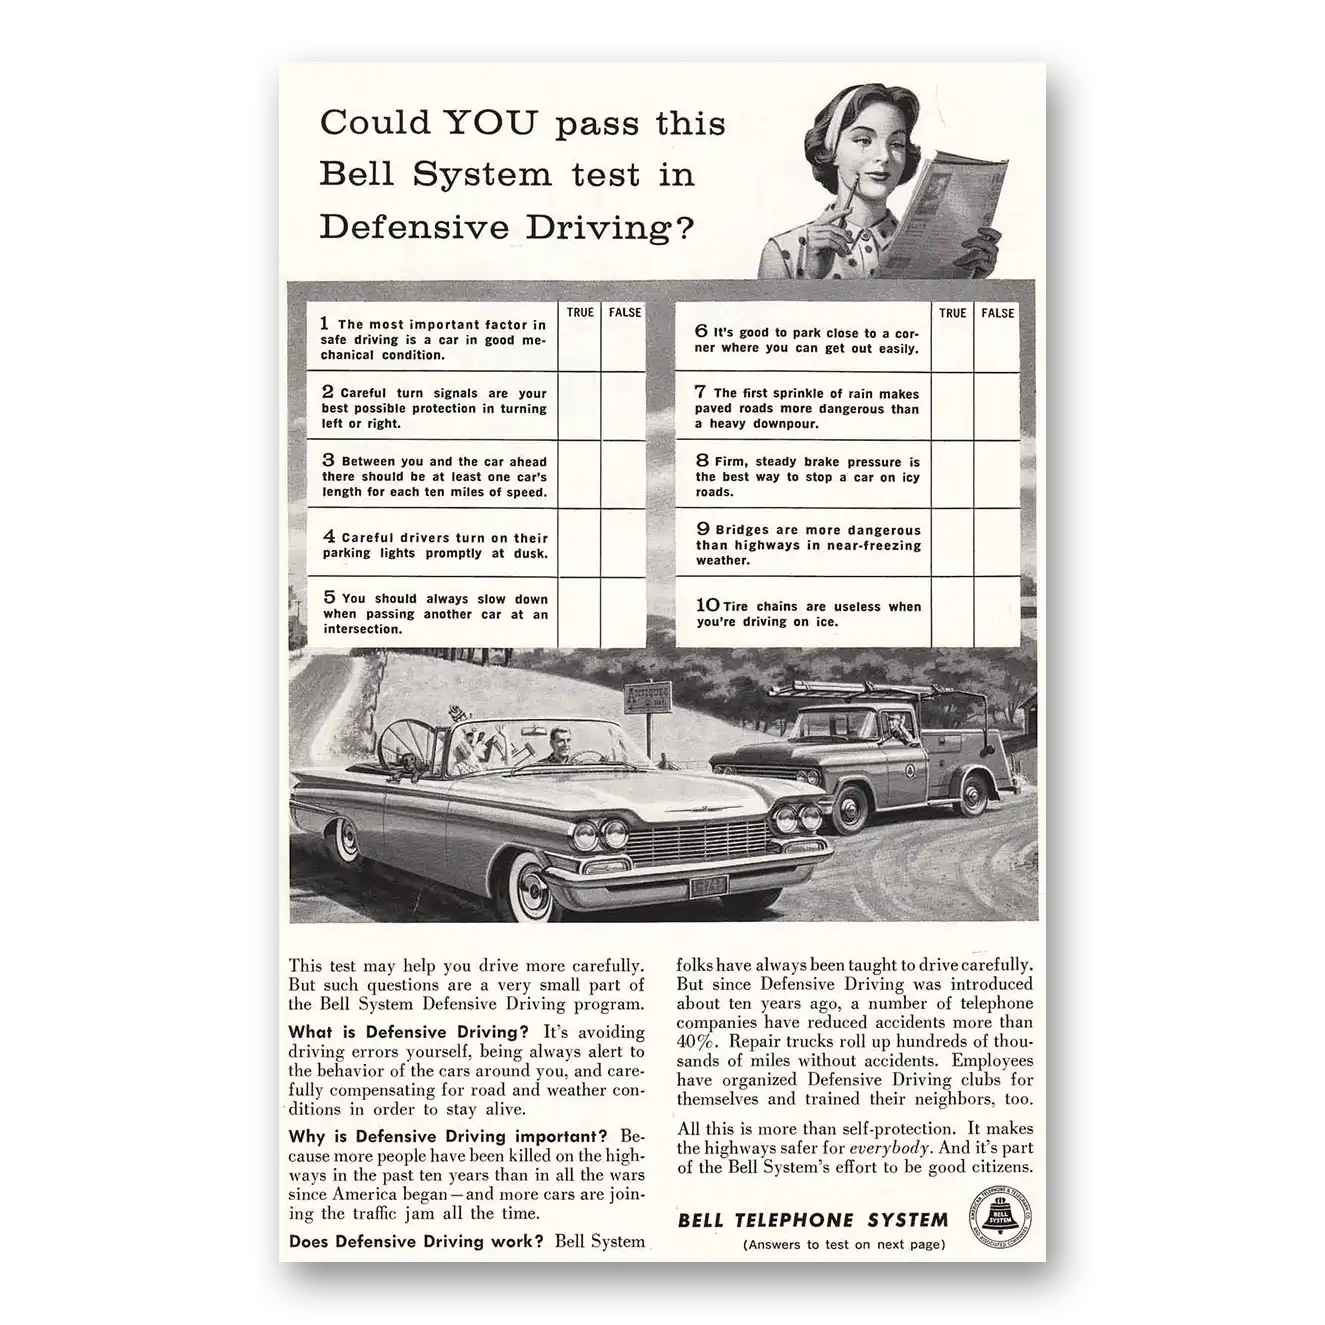 Could YOU pass this
Bell System test in
Defensive Driving?
TRUE FALSE
1 The most important factor in
safe driving is a car in good me-
chanical condition.
2 Careful turn signals are your
best possible protection in turning
left or right.
3 Between you and the car ahead
there should be at least one car's
length for each ten miles of speed.
4 Careful drivers turn on their
parking lights promptly at dusk.
5 You should always slow down
when passing another car at an
intersection.
TRUE FALSE
6 It's good to park close to a cor-
ner where you can get out easily.
7 The first sprinkle of rain makes
paved roads more dangerous than
a heavy downpour.
8 Firm, steady brake pressure is
the best way to stop a car on icy
roads.
9 Bridges are more dangerous
than highways in near-freezing
weather.
10 Tire chains are useless when
you're driving on ice.
Antiques
This test may help you drive more carefully.
But such questions are a very small part of
the Bell System Defensive Driving program.
What is Defensive Driving? It's avoiding
driving errors yourself, being always alert to
the behavior of the cars around you, and care-
fully compensating for road and weather con-
ditions in order to stay alive.
Why is Defensive Driving important? Be-
cause more people have been killed on the high-
ways in the past ten years than in all the wars
since America began—and more cars are join-
ing the traffic jam all the time.
Does Defensive Driving work? Bell System
folks have always been taught to drive carefully.
But since Defensive Driving was introduced
about ten years ago, a number of telephone
companies have reduced accidents more than
40%. Repair trucks roll up hundreds of thou-
sands of miles without accidents. Employees
have organized Defensive Driving clubs for
themselves and trained their neighbors, too.
All this is more than self-protection. It makes
the highways safer for everybody. And it's part
of the Bell System's effort to be good citizens.
BELL TELEPHONE SYSTEM
(Answers to test on next page)
AMERICAN TELEPHONE & TELEGRAPH CO.
BELL
SYSTEM
AND ASSOCIATED COMPANIES